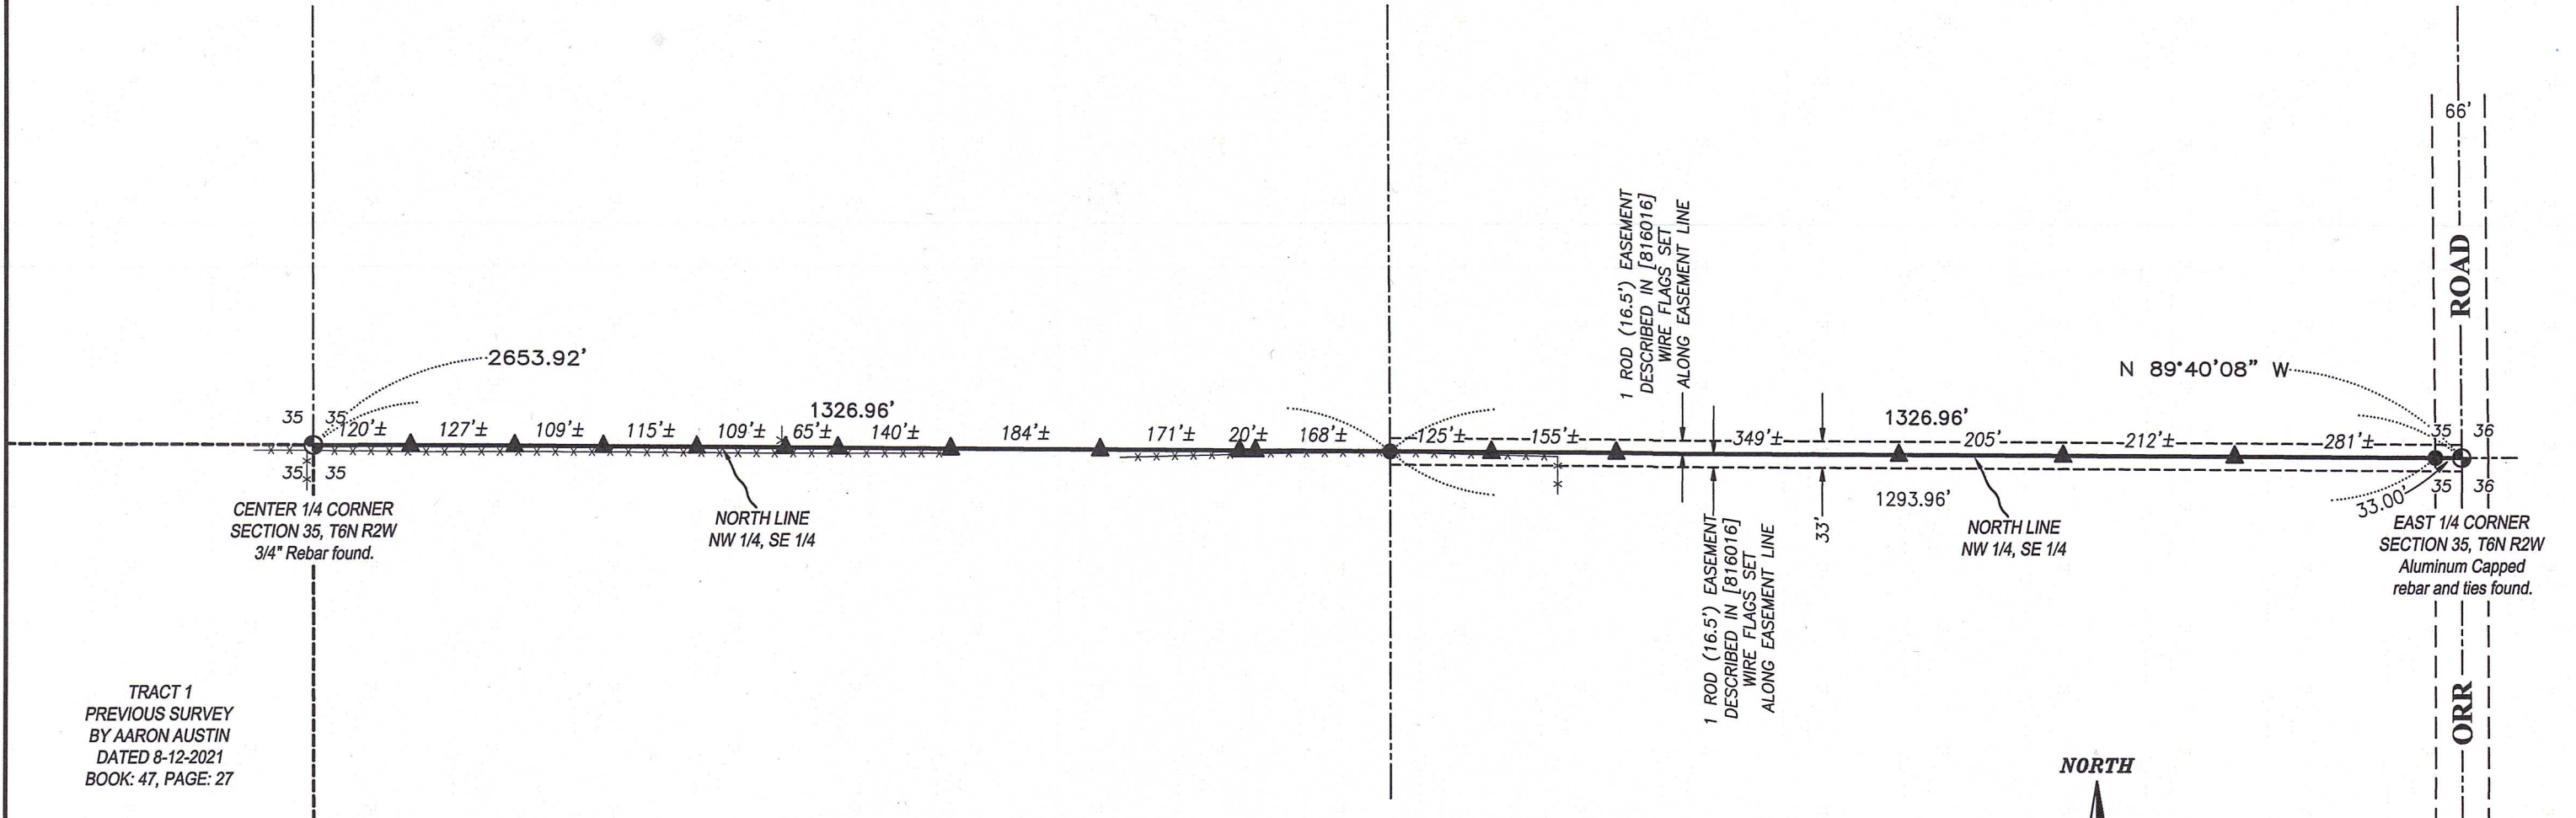 66'
ROAD
1 ROD (16.5') EASEMENT
DESCRIBED IN [816016]
WIRE FLAGS SET
ALONG EASEMENT LINE
2653.92'
N 89°40'08" W
1326.96'
1326.96'
35 35
120'± 127'± 109'± 115'± 109'± 65'± 140'± 184'± 171'± 20'± 168'± 125'± 155'± 349'± 205' 212'± 281'±
35 36
35 35
35 36
1293.96'
33.00'
33'
CENTER 1/4 CORNER
SECTION 35, T6N R2W
3/4" Rebar found.
NORTH LINE
NW 1/4, SE 1/4
1 ROD (16.5') EASEMENT
DESCRIBED IN [816016]
WIRE FLAGS SET
ALONG EASEMENT LINE
NORTH LINE
NW 1/4, SE 1/4
EAST 1/4 CORNER
SECTION 35, T6N R2W
Aluminum Capped
rebar and ties found.
TRACT 1
PREVIOUS SURVEY
BY AARON AUSTIN
DATED 8-12-2021
BOOK: 47, PAGE: 27
ORR
NORTH